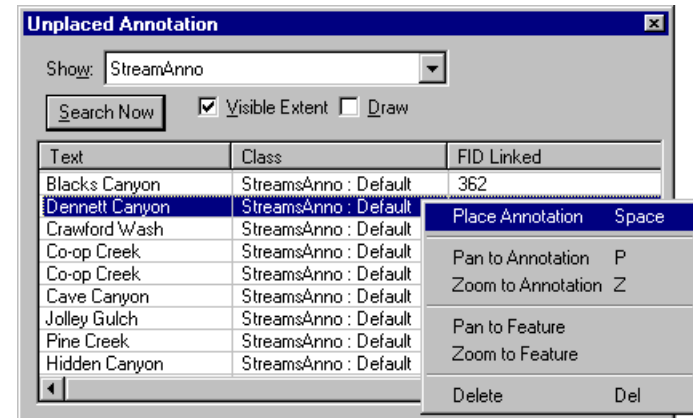 Unplaced Annotation
Show: StreamAnno
Search Now Visible Extent Draw
Text Class FID Linked
Blacks Canyon StreamsAnno : Default 362
Dennett Canyon StreamsAnno : Default
Place Annotation Space
Crawford Wash StreamsAnno : Default
Co-op Creek StreamsAnno : Default
Pan to Annotation P
Co-op Creek StreamsAnno : Default
Zoom to Annotation Z
Cave Canyon StreamsAnno : Default
Jolley Gulch StreamsAnno : Default
Pan to Feature
Pine Creek StreamsAnno : Default
Zoom to Feature
Hidden Canyon StreamsAnno : Default
Delete Del